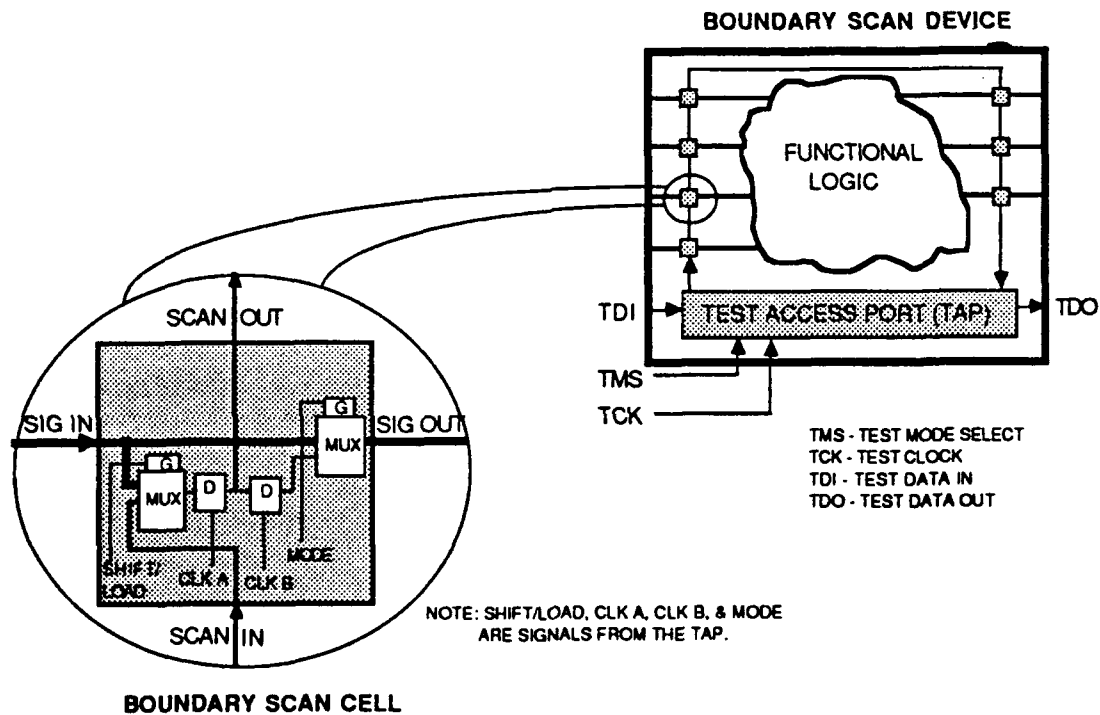 BOUNDARY SCAN DEVICE
FUNCTIONAL
LOGIC
TDI
TEST ACCESS PORT (TAP)
TDO
TMS
TCK
TMS - TEST MODE SELECT
TCK - TEST CLOCK
TDI - TEST DATA IN
TDO - TEST DATA OUT
SCAN OUT
SIG IN
G
MUX
SIG OUT
G
MUX
D
D
SHIFT/
LOAD
CLK A
CLK B
MODE
SCAN IN
NOTE: SHIFT/LOAD, CLK A, CLK B, & MODE
ARE SIGNALS FROM THE TAP.
BOUNDARY SCAN CELL